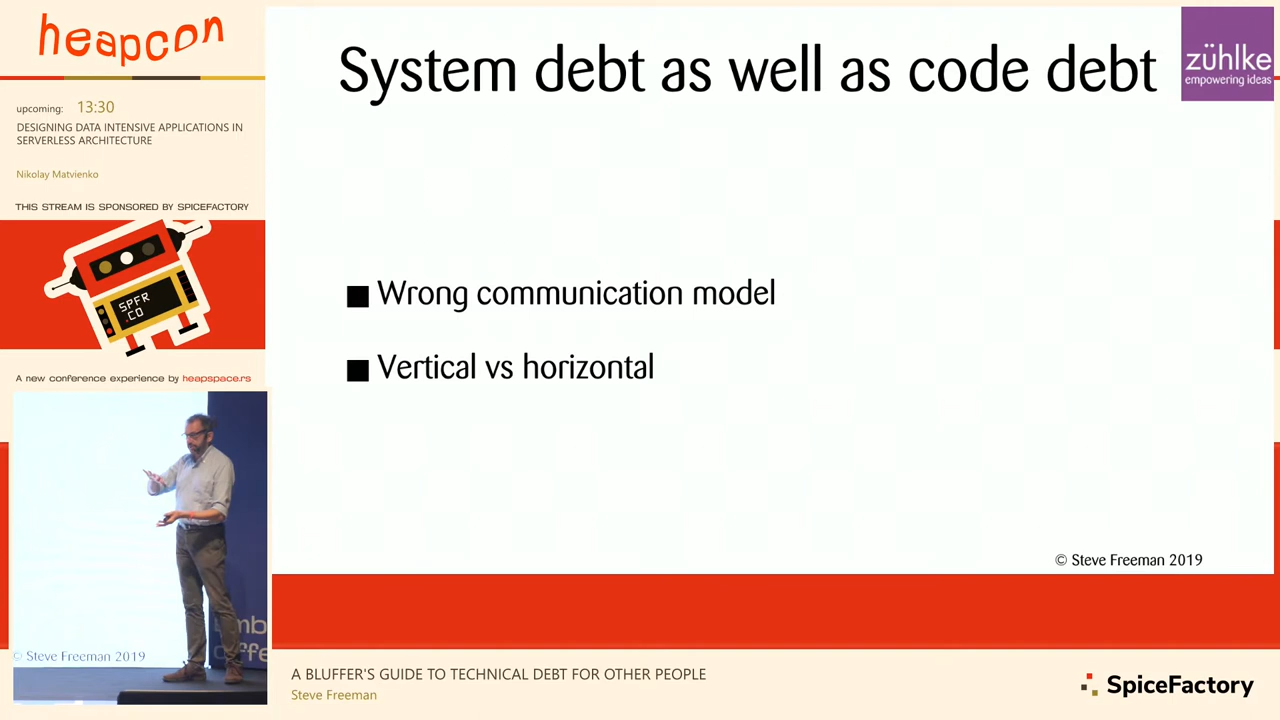 heapcon
upcoming: 13:30
DESIGNING DATA INTENSIVE APPLICATIONS IN
SERVERLESS ARCHITECTURE
Nikolay Matvienko
THIS STREAM IS SPONSORED BY SPICEFACTORY
SPFR
.CO
A new conference experience by heapspace.rs
© Steve Freeman 2019
System debt as well as code debt
zühlke
empowering ideas
■ Wrong communication model
■ Vertical vs horizontal
© Steve Freeman 2019
A BLUFFER'S GUIDE TO TECHNICAL DEBT FOR OTHER PEOPLE
Steve Freeman
SpiceFactory